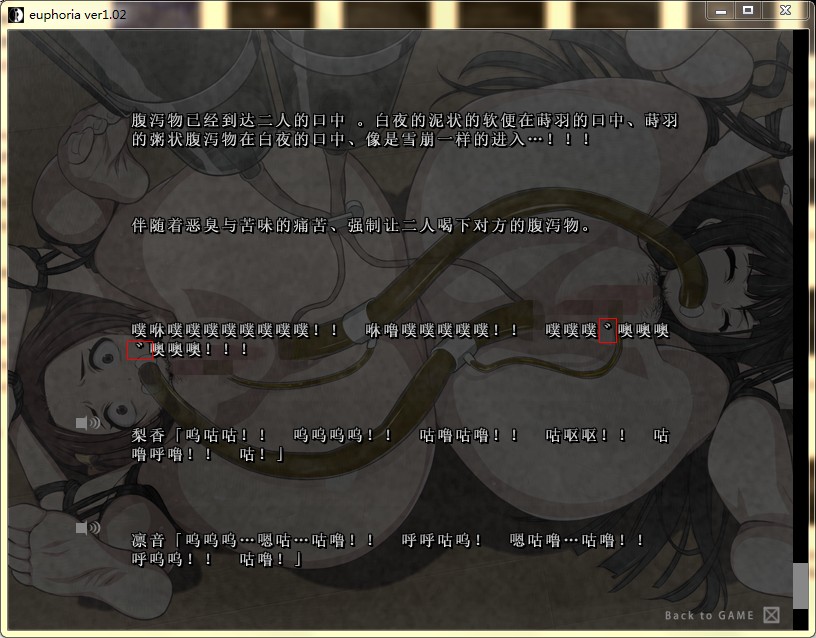 euphoria ver1.02
腹泻物已经到达二人的口中 。白夜的泥状的软便在蒔羽的口中、蒔羽
的粥状腹泻物在白夜的口中、像是雪崩一样的进入…！！！
伴随着恶臭与苦味的痛苦、强制让二人喝下对方的腹泻物。
噗咻噗噗噗噗噗噗噗噗！！　咻噜噗噗噗噗噗！！　噗噗噗゛噢噢噢
゛噢噢噢！！！
梨香「呜咕咕！！　呜呜呜呜！！　咕噜咕噜！！　咕呕呕！！　咕
噜呼噜！！　咕！」
凛音「呜呜呜…嗯咕…咕噜！！　呼呼咕呜！　嗯咕噜…咕噜！！
呼呜呜！！　咕噜！」
Back to GAME